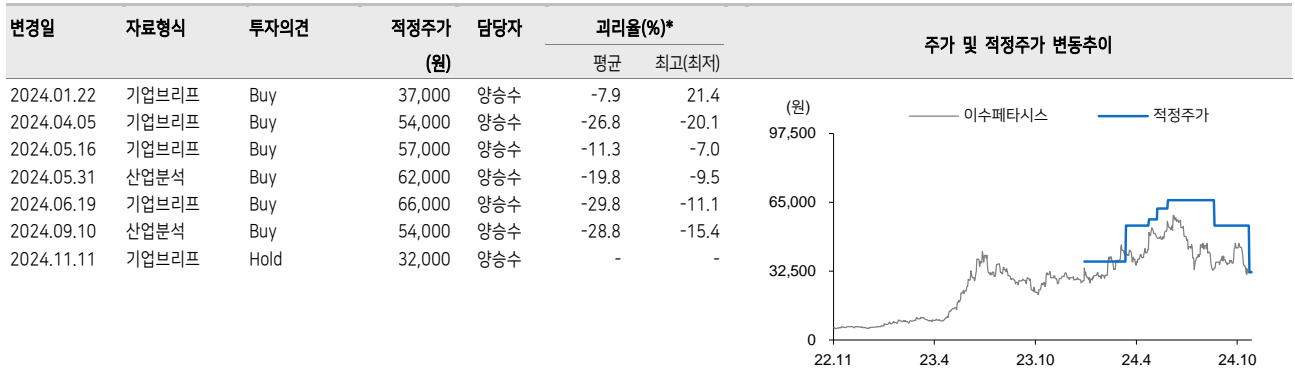 변경일 자료형식 투자의견 적정주가 담당자 괴리율(%)* 주가 및 적정주가 변동추이
(원) 평균 최고(최저)
2024.01.22 기업브리프 Buy 37,000 양승수 -7.9 21.4
2024.04.05 기업브리프 Buy 54,000 양승수 -26.8 -20.1
2024.05.16 기업브리프 Buy 57,000 양승수 -11.3 -7.0
2024.05.31 산업분석 Buy 62,000 양승수 -19.8 -9.5
2024.06.19 기업브리프 Buy 66,000 양승수 -29.8 -11.1
2024.09.10 산업분석 Buy 54,000 양승수 -28.8 -15.4
2024.11.11 기업브리프 Hold 32,000 양승수 - -
(원) 이수페타시스 적정주가
97,500
65,000
32,500
0
22.11 23.4 23.10 24.4 24.10